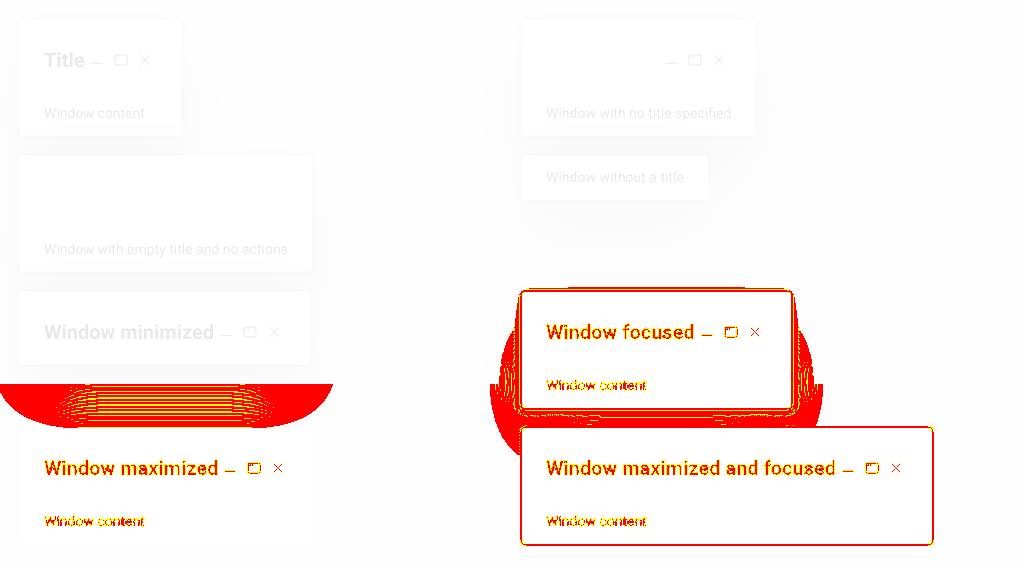 Title
Window content
Window with no title specified
Window without a title
Window with empty title and no actions
Window minimized
Window focused
Window content
Window maximized
Window content
Window maximized and focused
Window content